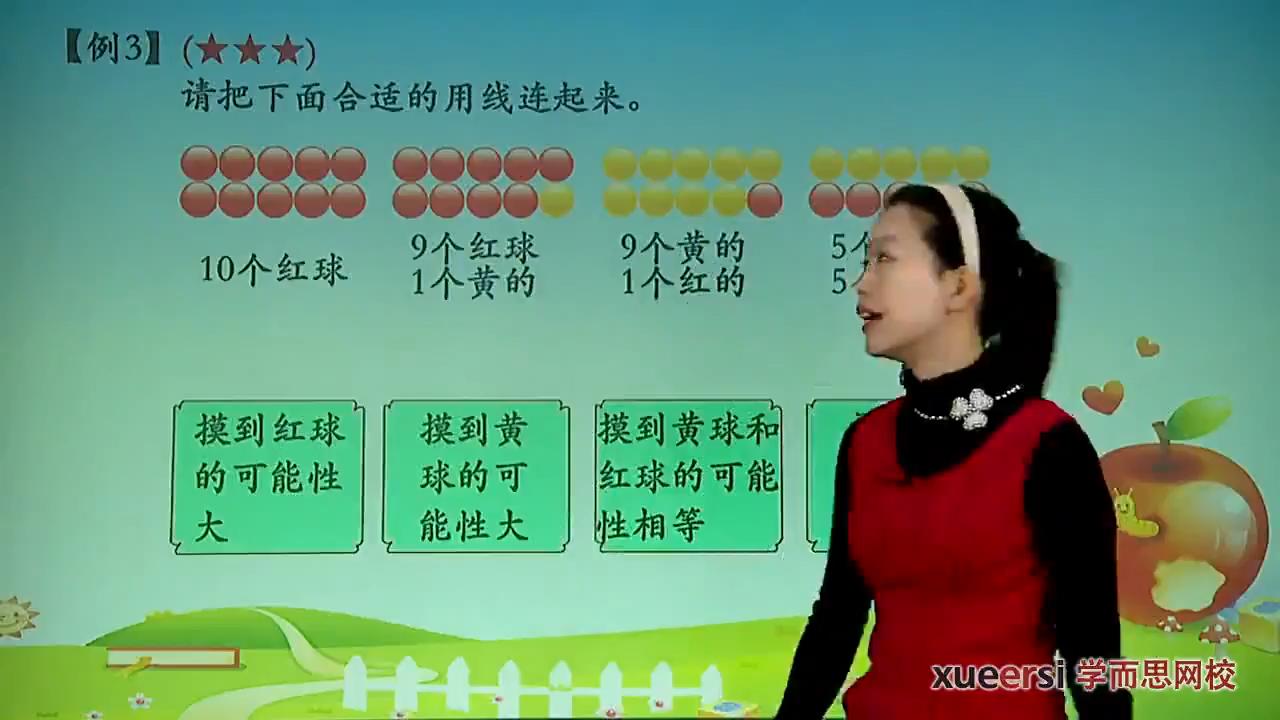 【例3】(★★★)
请把下面合适的用线连起来。
10个红球
9个红球
1个黄的
9个黄的
1个红的
5个
5
摸到红球
的可能性
大
摸到黄
球的可
能性大
摸到黄球和
红球的可能
性相等
xueersi 学而思网校